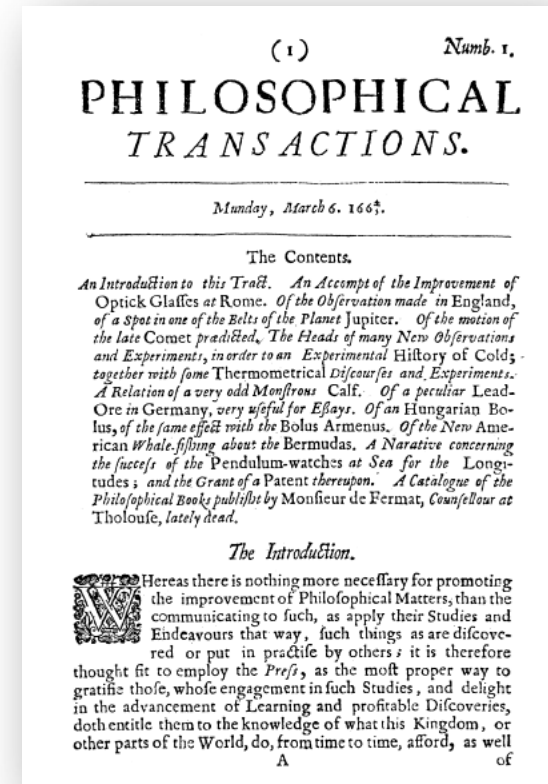 (1) Numb. 1.
PHILOSOPHICAL
TRANSACTIONS.
Munday, March 6. 166⅘.
The Contents.
An Introduction to this Tract. An Accompt of the Improvement of
Optick Glaſſes at Rome. Of the Obſervation made in England,
of a Spot in one of the Belts of the Planet Jupiter. Of the motion of
the late Comet prædicted. The Heads of many New Obſervations
and Experiments, in order to an Experimental Hiſtory of Cold;
together with ſome Thermometrical Diſcourſes and Experiments.
A Relation of a very odd Monſtrous Calf. Of a peculiar Lead-
Ore in Germany, very uſeful for Eſſays. Of an Hungarian Bo-
lus, of the ſame effect with the Bolus Armenus. Of the New Ame-
rican Whale-fiſhing about the Bermudas. A Narative concerning
the ſucceſs of the Pendulum-watches at Sea for the Longi-
tudes; and the Grant of a Patent thereupon. A Catalogue of the
Philoſophical Books publiſht by Monſieur de Fermat, Counſellour at
Tholouſe, lately dead.
The Introduction.
WHereas there is nothing more neceſſary for promoting
the improvement of Philoſophical Matters, than the
communicating to ſuch, as apply their Studies and
Endeavours that way, ſuch things as are diſcove-
red or put in practiſe by others; it is therefore
thought fit to employ the Preſs, as the moſt proper way to
gratifie thoſe, whoſe engagement in ſuch Studies, and delight
in the advancement of Learning and profitable Diſcoveries,
doth entitle them to the knowledge of what this Kingdom, or
other parts of the World, do, from time to time, afford, as well
A of